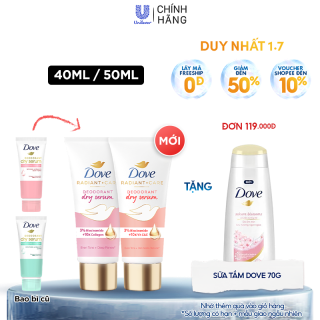 Unilever
CHÍNH HÃNG
DUY NHẤT 1.7
LẤY MÃ FREESHIP 0Đ
GIẢM ĐẾN 50%
VOUCHER SHOPEE ĐẾN 10%
40ML / 50ML
MỚI
ĐƠN 119.000Đ
Dove
Dove
Dove
RADIANT+CARE
DEODORANT
dry serum
Dove
RADIANT+CARE
DEODORANT
dry serum
TẶNG
Dove
SỮA TẮM DOVE 70G
Bao bì cũ
Nhớ thêm quà vào giỏ hàng
*Số lượng có hạn + mẫu giao ngẫu nhiên